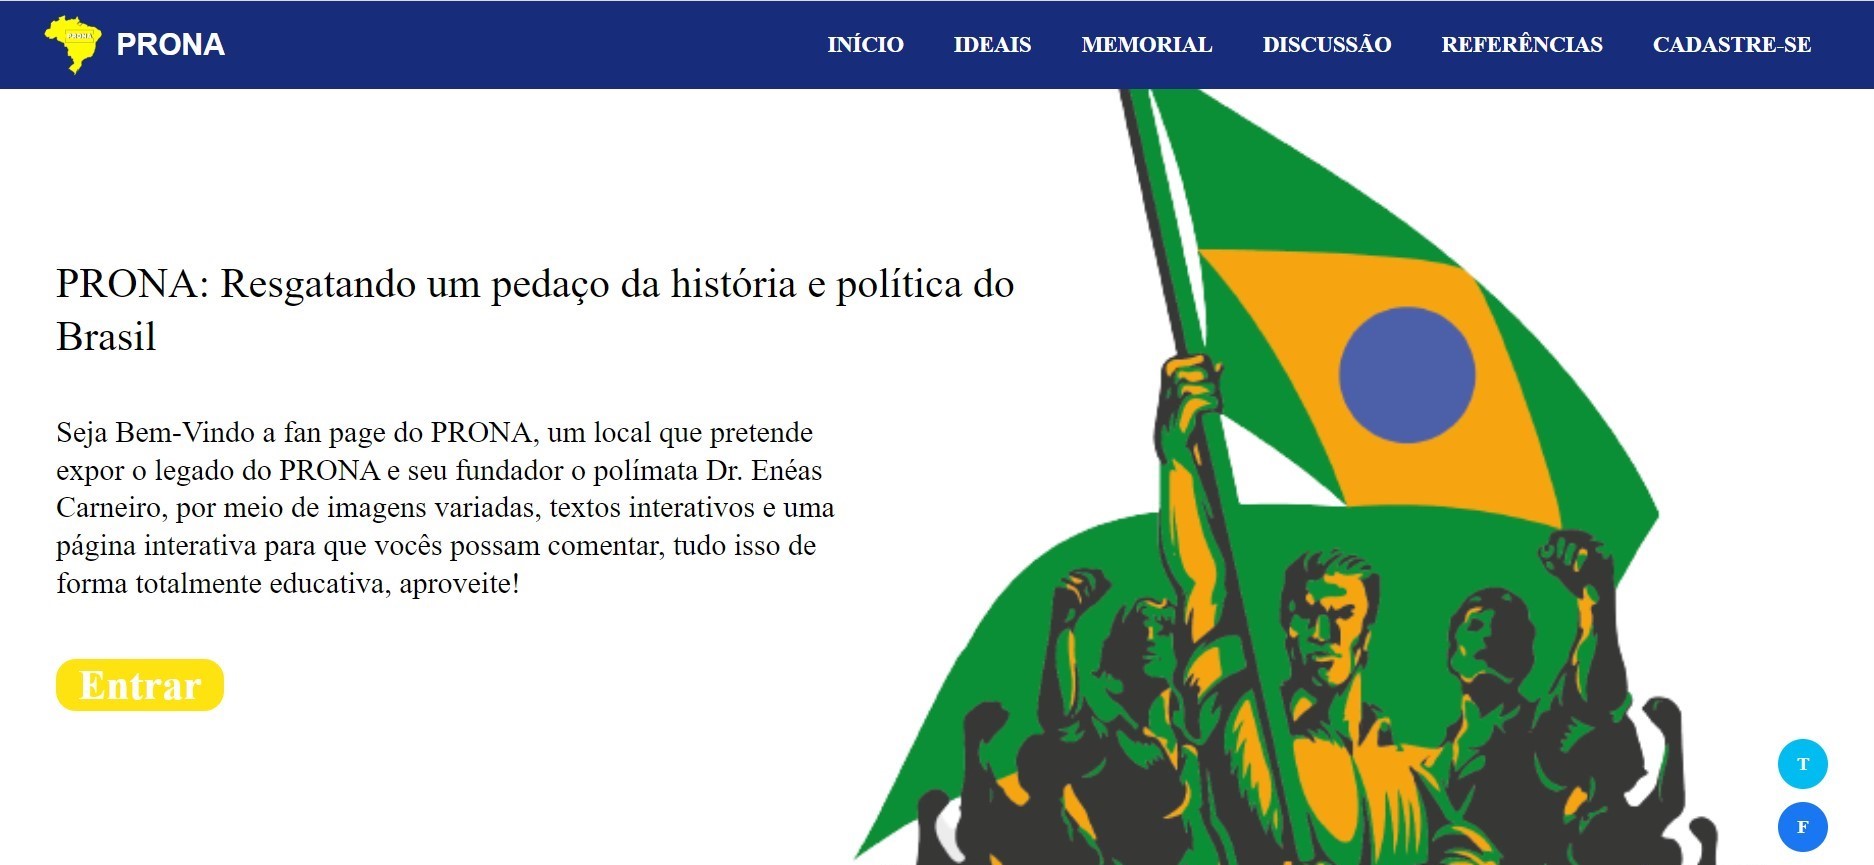 PRONA
PRONA
INÍCIO
IDEAIS
MEMORIAL
DISCUSSÃO
REFERÊNCIAS
CADASTRE-SE
PRONA: Resgatando um pedaço da história e política do
Brasil
Seja Bem-Vindo a fan page do PRONA, um local que pretende
expor o legado do PRONA e seu fundador o polímata Dr. Enéas
Carneiro, por meio de imagens variadas, textos interativos e uma
página interativa para que vocês possam comentar, tudo isso de
forma totalmente educativa, aproveite!
Entrar
T
F